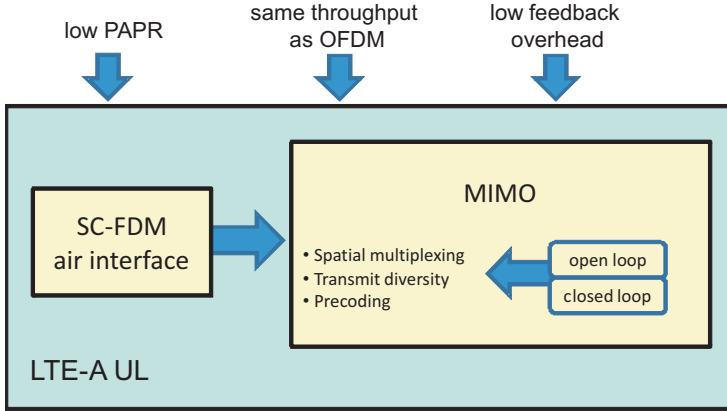 low PAPR
same throughput
as OFDM
low feedback
overhead
MIMO
SC-FDM
air interface
• Spatial multiplexing
• Transmit diversity
• Precoding
open loop
closed loop
LTE-A UL